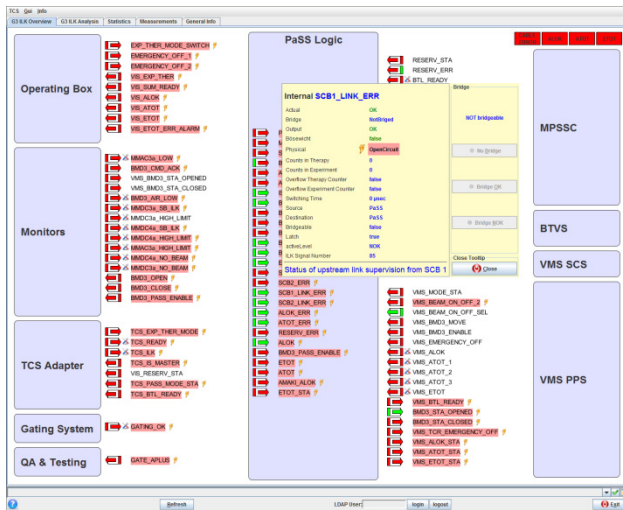 TCS Gui Info
G3 ILK Overview G3 ILK Analysis Statistics Measurements General Info
Operating Box
EXP_THER_MODE_SWITCH
EMERGENCY_OFF_1
EMERGENCY_OFF_2
VIS_EXP_THER
VIS_SUM_READY
VIS_ALOK
VIS_ATOT
VIS_ETOT
VIS_ETOT_ERR_ALARM
Monitors
MMAC3a_LOW
BMD3_CMD_ACK
VMS_BMD3_STA_OPENED
VMS_BMD3_STA_CLOSED
BMD3_AIR_LOW
MMDC3a_SB_ILK
MMDC3a_HIGH_LIMIT
MMDC4a_SB_ILK
MMDC4a_HIGH_LIMIT
MMAC3a_HIGH_LIMIT
MMDC4a_NO_BEAM
MMDC3a_NO_BEAM
BMD3_OPEN
BMD3_CLOSE
BMD3_PASS_ENABLE
TCS Adapter
TCS_EXP_THER_MODE
TCS_READY
TCS_ILK
TCS_IS_MASTER
VIS_RESERV_STA
TCS_PASS_MODE_STA
TCS_BTL_READY
Gating System
GATING_OK
QA & Testing
GATE_APLUS
PaSS Logic
SCB2_ERR
SCB1_LINK_ERR
SCB2_LINK_ERR
ALOK_ERR
ATOT_ERR
RESERV_ERR
ALOK
BMD3_PASS_ENABLE
ETOT
ATOT
AMAKI_ALOK
ETOT_STA
RESERV_STA
RESERV_ERR
BTL_READY
Internal SCB1_LINK_ERR
Actual OK
Bridge NotBriged
Output OK
Bösewicht false
Physical OpenCircuit
Counts in Therapy 0
Counts in Experiment 0
Overflow Therapy Counter false
Overflow Experiment Counter false
Switching Time 0 µsec
Source PaSS
Destination PaSS
Bridgeable false
Latch true
activeLevel NOK
ILK Signal Number 85
Status of upstream link supervision from SCB 1
Bridge
NOT bridgeable
No Bridge
Bridge OK
Bridge NOK
Close Tooltip
Close
VMS_MODE_STA
VMS_BEAM_ON_OFF_2
VMS_BEAM_ON_OFF_SEL
VMS_BMD3_MOVE
VMS_BMD3_ENABLE
VMS_EMERGENCY_OFF
VMS_ALOK
VMS_ATOT_1
VMS_ATOT_2
VMS_ATOT_3
VMS_ETOT
VMS_BTL_READY
BMD3_STA_OPENED
BMD3_STA_CLOSED
VMS_TCR_EMERGENCY_OFF
VMS_ALOK_STA
VMS_ATOT_STA
VMS_ETOT_STA
MPSSC
BTVS
VMS SCS
VMS PPS
Refresh LDAP User: login logout Exit